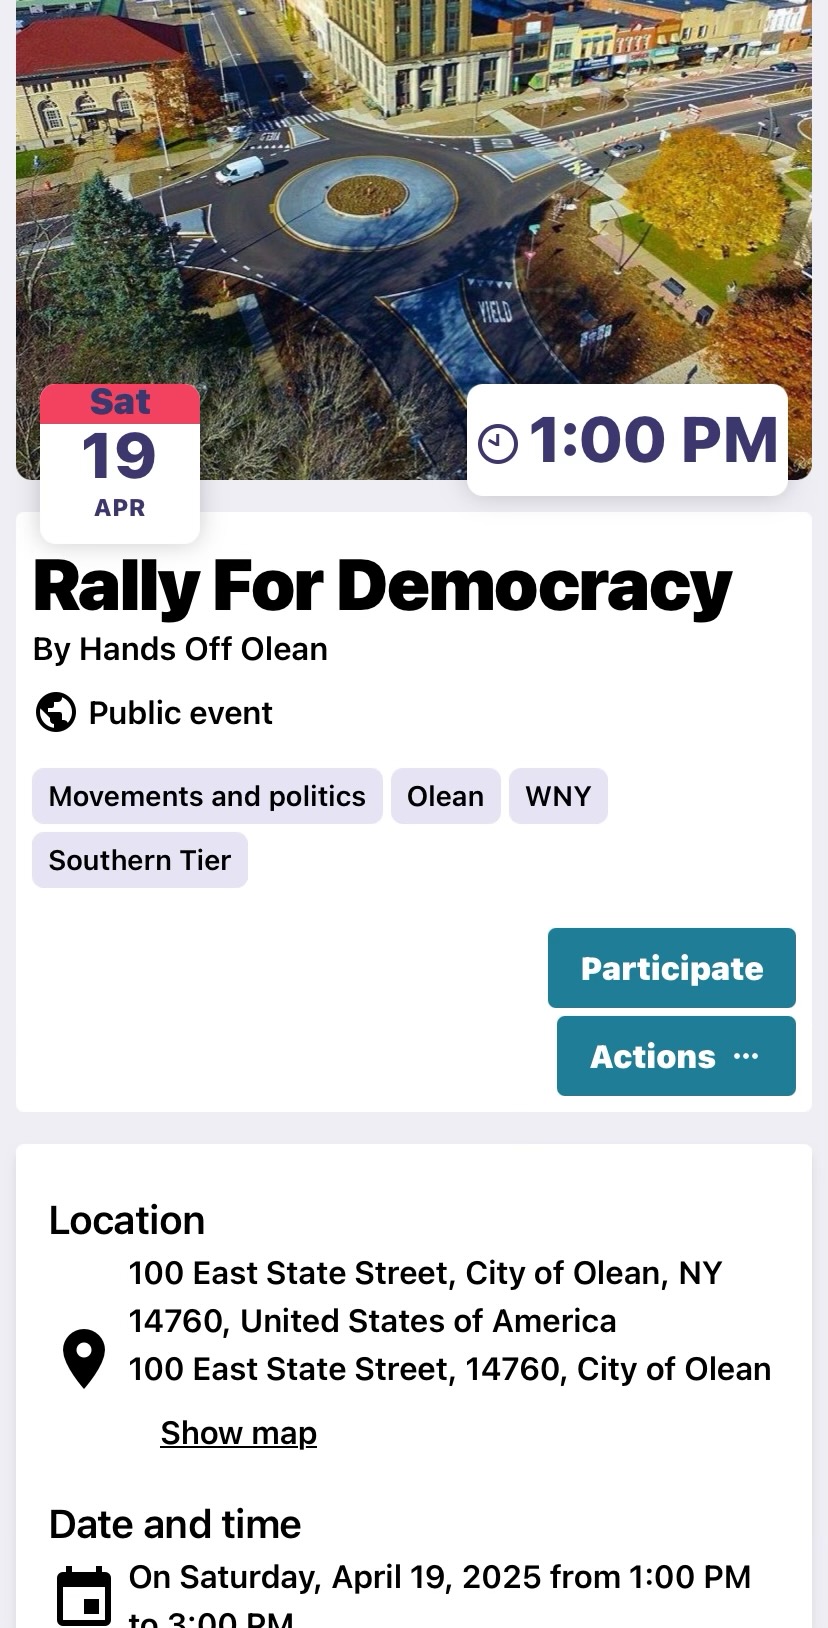 YIELD
Sat
19
APR
1:00 PM
Rally For Democracy
By Hands Off Olean
Public event
Movements and politics
Olean
WNY
Southern Tier
Participate
Actions ...
Location
100 East State Street, City of Olean, NY
14760, United States of America
100 East State Street, 14760, City of Olean
Show map
Date and time
On Saturday, April 19, 2025 from 1:00 PM
to 3:00 PM